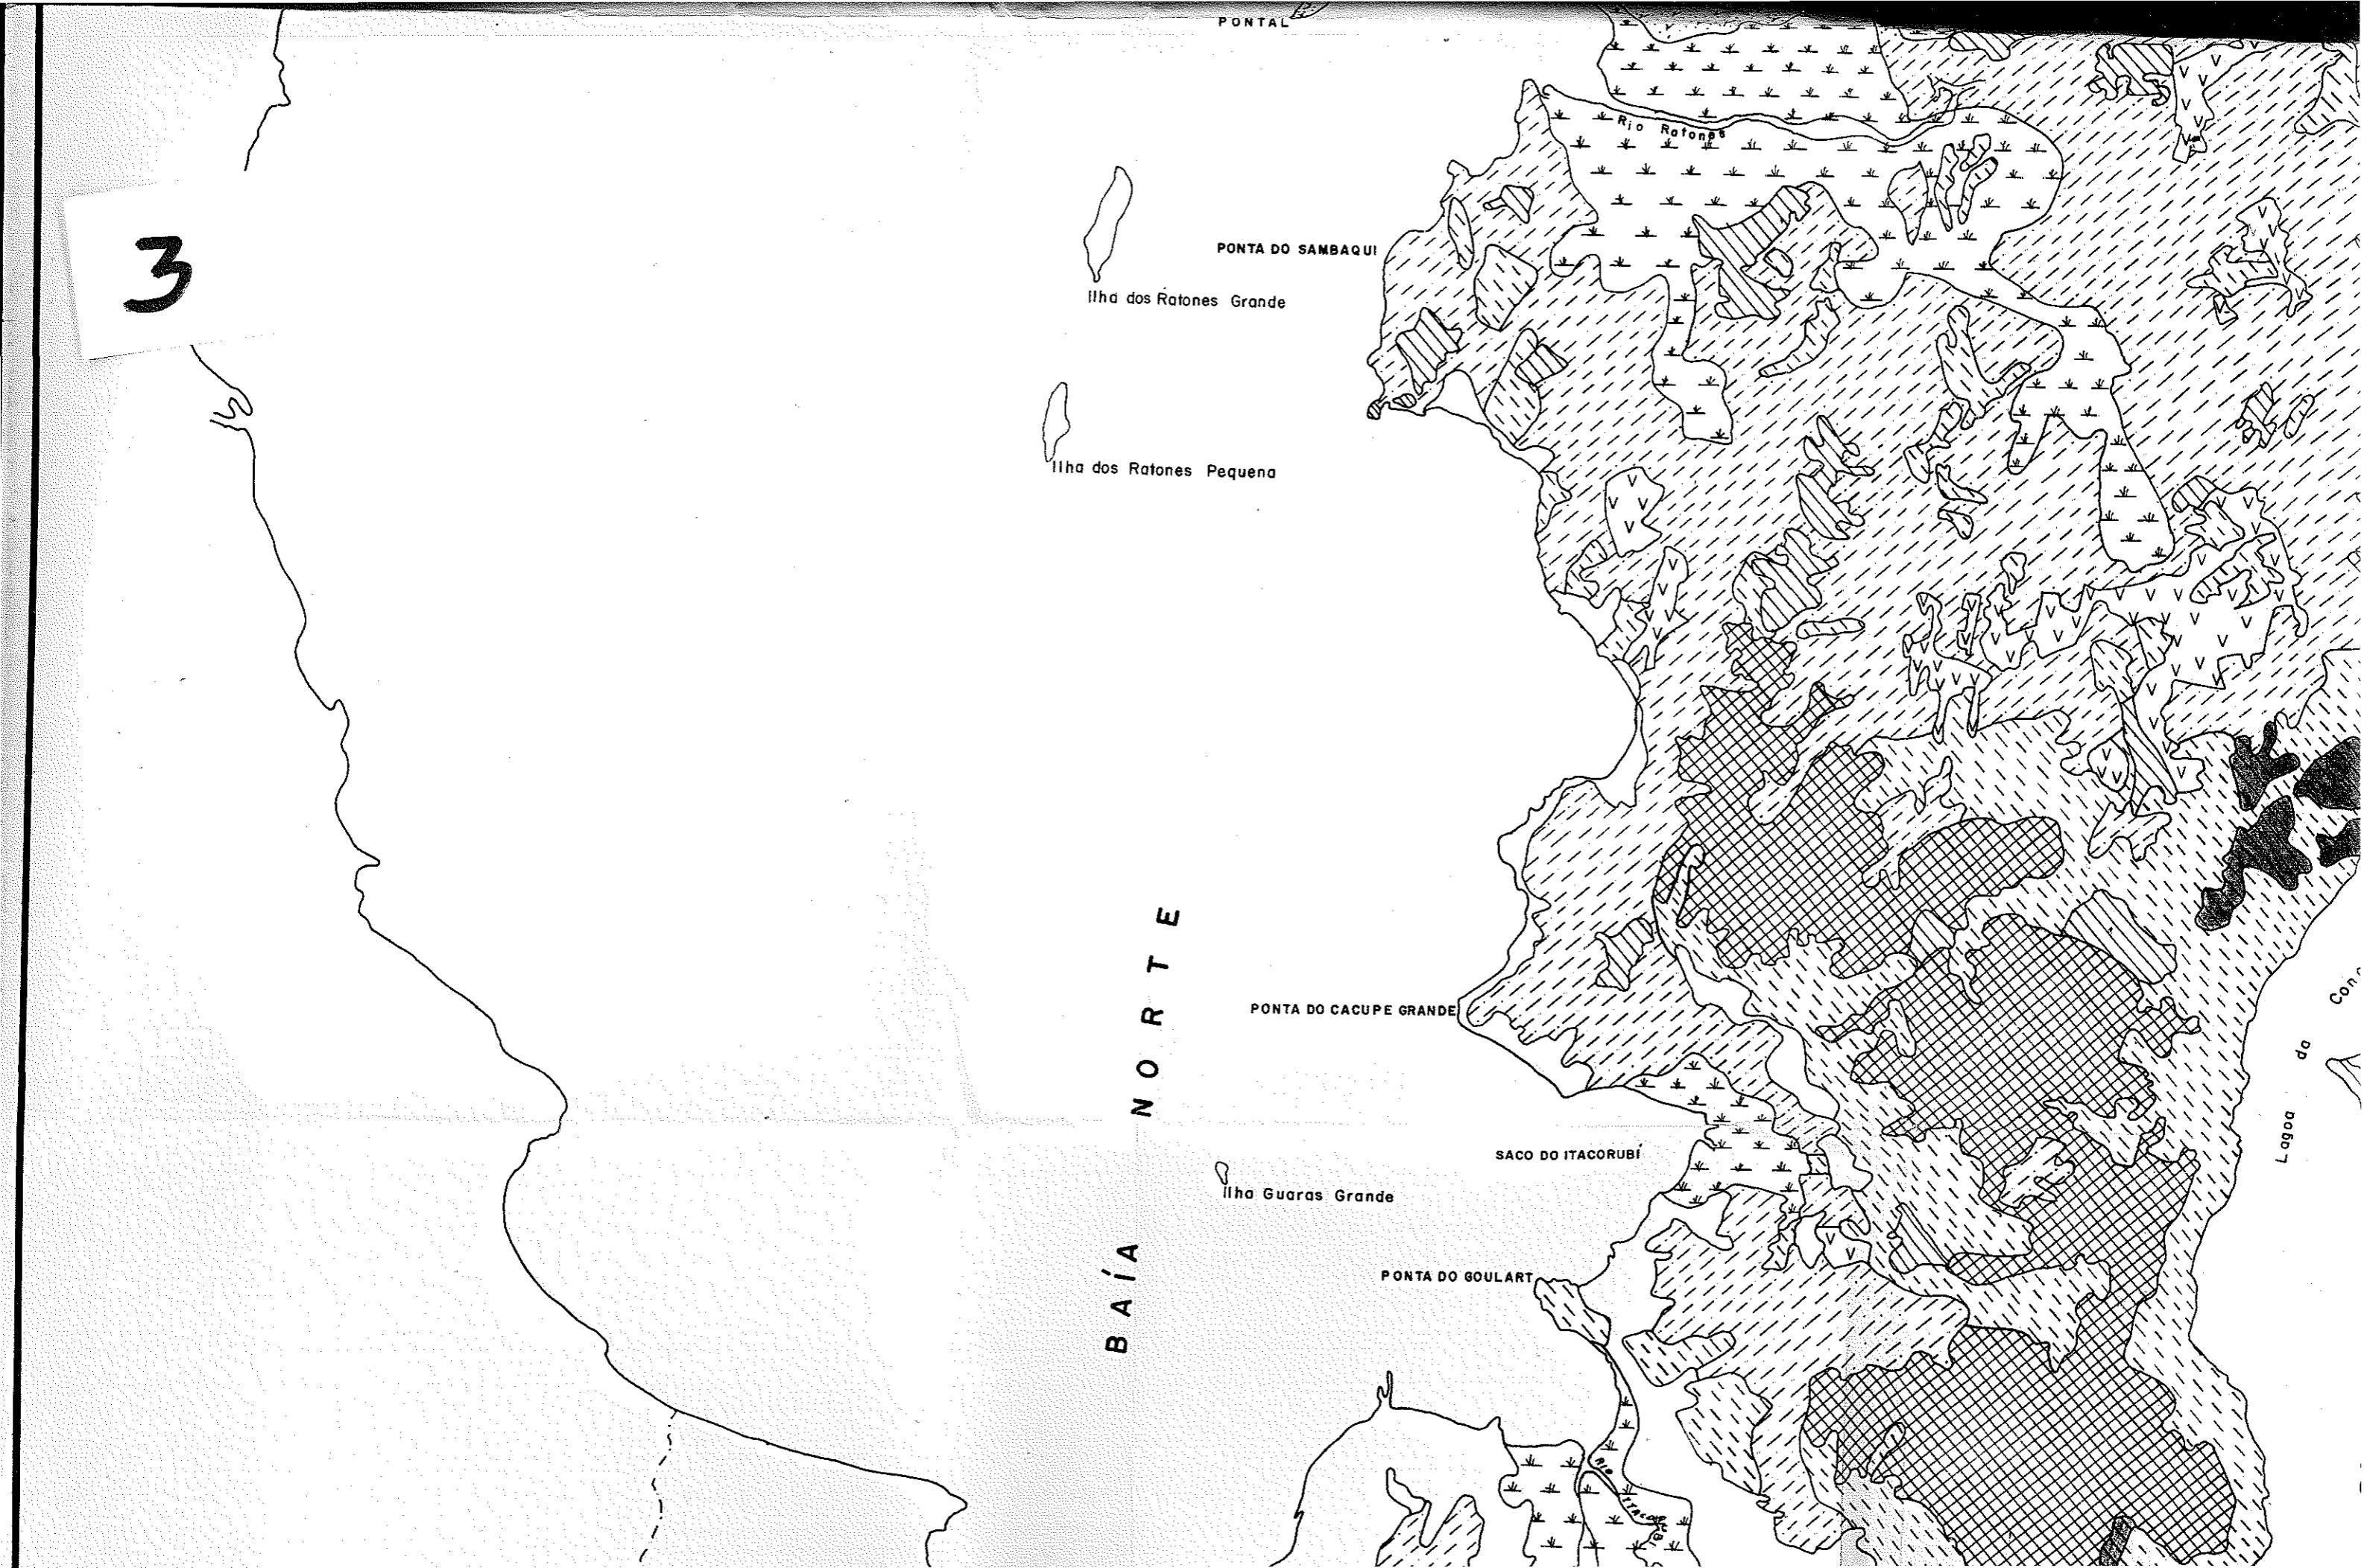 PONTAL
Rio Ratones
3
PONTA DO SAMBAQUI
Ilha dos Ratones Grande
Ilha dos Ratones Pequena
BAÍA NORTE
PONTA DO CACUPE GRANDE
Lagoa da
SACO DO ITACORUBÍ
Ilha Guaras Grande
PONTA DO GOULART
RIO